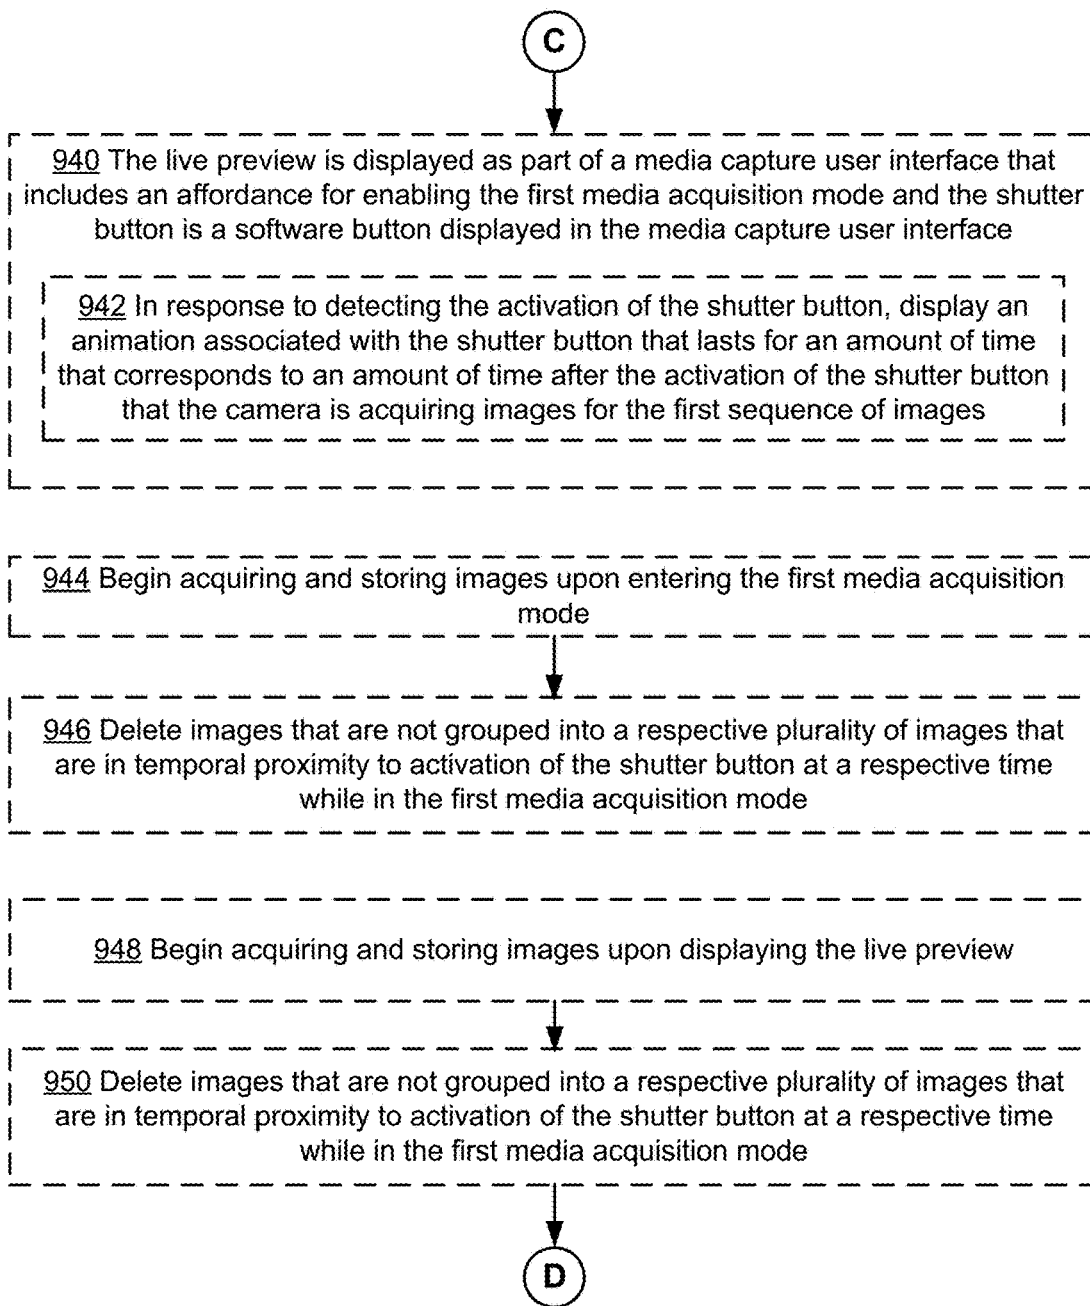 C
940 The live preview is displayed as part of a media capture user interface that
includes an affordance for enabling the first media acquisition mode and the shutter
button is a software button displayed in the media capture user interface
942 In response to detecting the activation of the shutter button, display an
animation associated with the shutter button that lasts for an amount of time
that corresponds to an amount of time after the activation of the shutter button
that the camera is acquiring images for the first sequence of images
944 Begin acquiring and storing images upon entering the first media acquisition
mode
946 Delete images that are not grouped into a respective plurality of images that
are in temporal proximity to activation of the shutter button at a respective time
while in the first media acquisition mode
948 Begin acquiring and storing images upon displaying the live preview
950 Delete images that are not grouped into a respective plurality of images that
are in temporal proximity to activation of the shutter button at a respective time
while in the first media acquisition mode
D